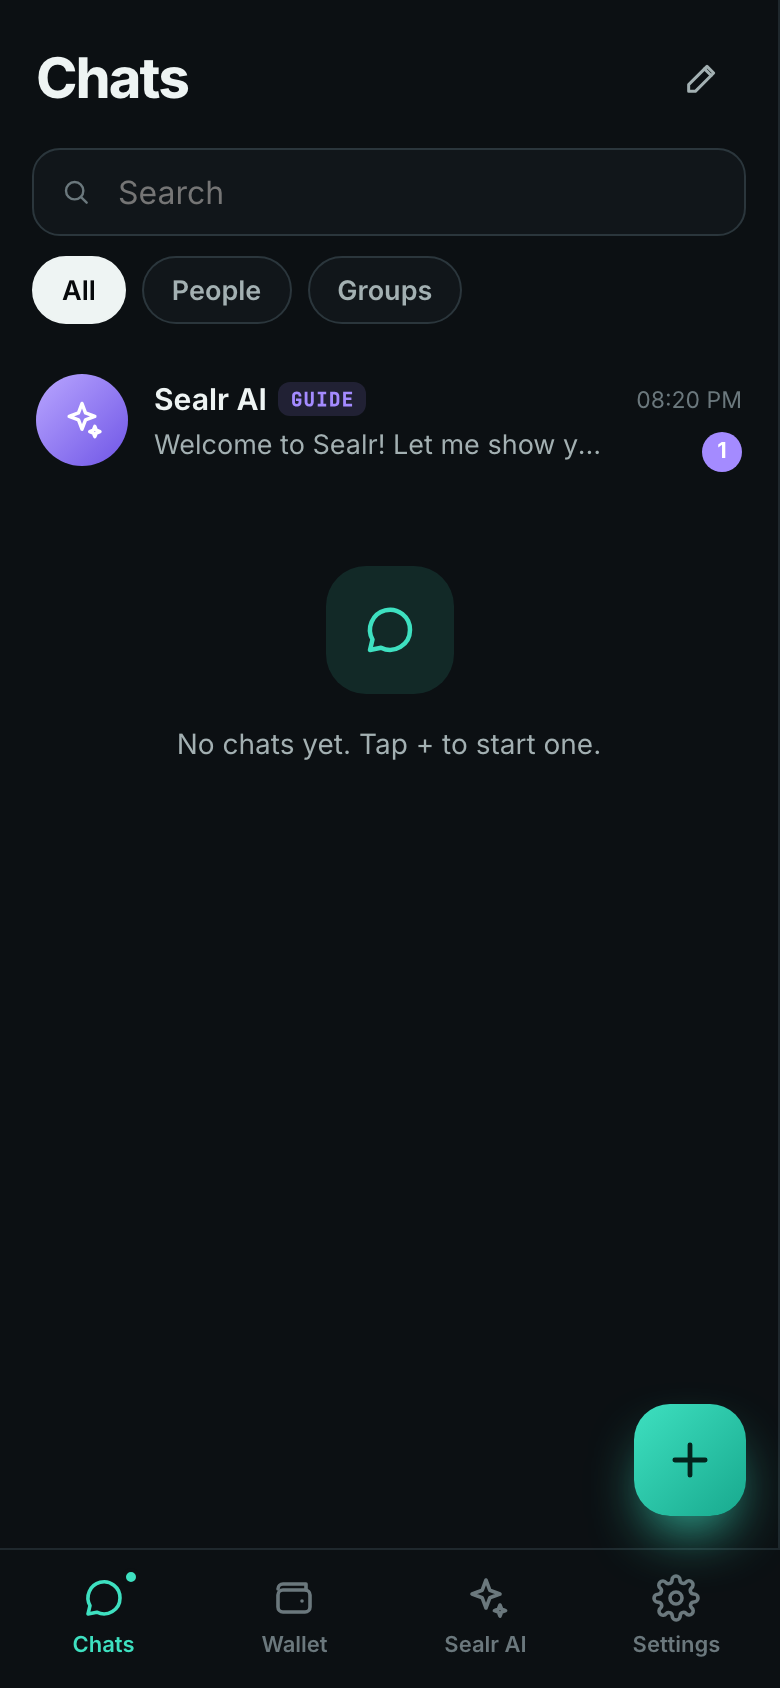 Chats
Search
All People Groups
Sealr AI GUIDE 08:20 PM
Welcome to Sealr! Let me show y... 1
No chats yet. Tap + to start one.
Chats Wallet Sealr AI Settings